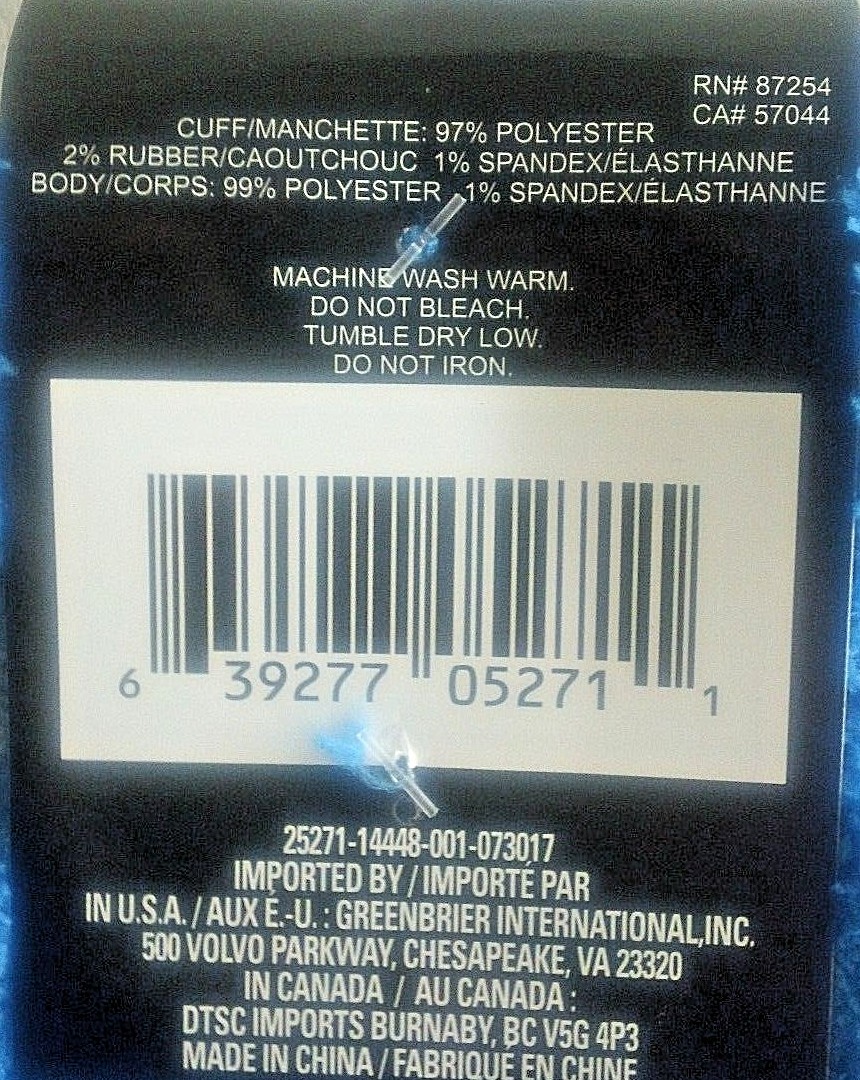 RN# 87254
CA# 57044
CUFF/MANCHETTE: 97% POLYESTER
2% RUBBER/CAOUTCHOUC 1% SPANDEX/ÉLASTHANNE
BODY/CORPS: 99% POLYESTER 1% SPANDEX/ÉLASTHANNE
MACHINE WASH WARM.
DO NOT BLEACH.
TUMBLE DRY LOW.
DO NOT IRON.
6 39277 05271 1
25271-14448-001-073017
IMPORTED BY / IMPORTÉ PAR
IN U.S.A. / AUX É.-U. : GREENBRIER INTERNATIONAL,INC.
500 VOLVO PARKWAY, CHESAPEAKE, VA 23320
IN CANADA / AU CANADA :
DTSC IMPORTS BURNABY, BC V5G 4P3
MADE IN CHINA / FABRIQUÉ EN CHINE